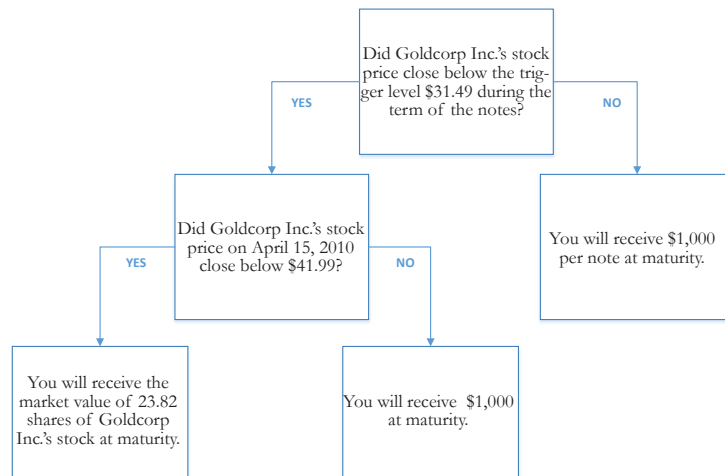 Did Goldcorp Inc.'s stock
price close below the trig-
ger level $31.49 during the
term of the notes?
YES
NO
Did Goldcorp Inc.'s stock
price on April 15, 2010
close below $41.99?
You will receive $1,000
per note at maturity.
YES
NO
You will receive the
market value of 23.82
shares of Goldcorp
Inc.'s stock at maturity.
You will receive $1,000
at maturity.